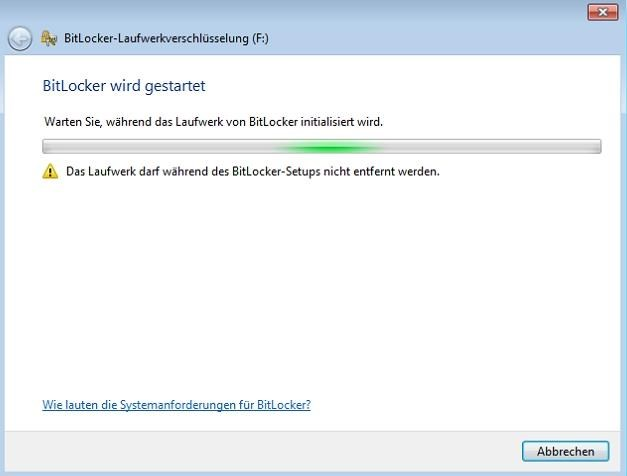 BitLocker-Laufwerkverschlüsselung (F:)
BitLocker wird gestartet
Warten Sie, während das Laufwerk von BitLocker initialisiert wird.
Das Laufwerk darf während des BitLocker-Setups nicht entfernt werden.
Wie lauten die Systemanforderungen für BitLocker?
Abbrechen